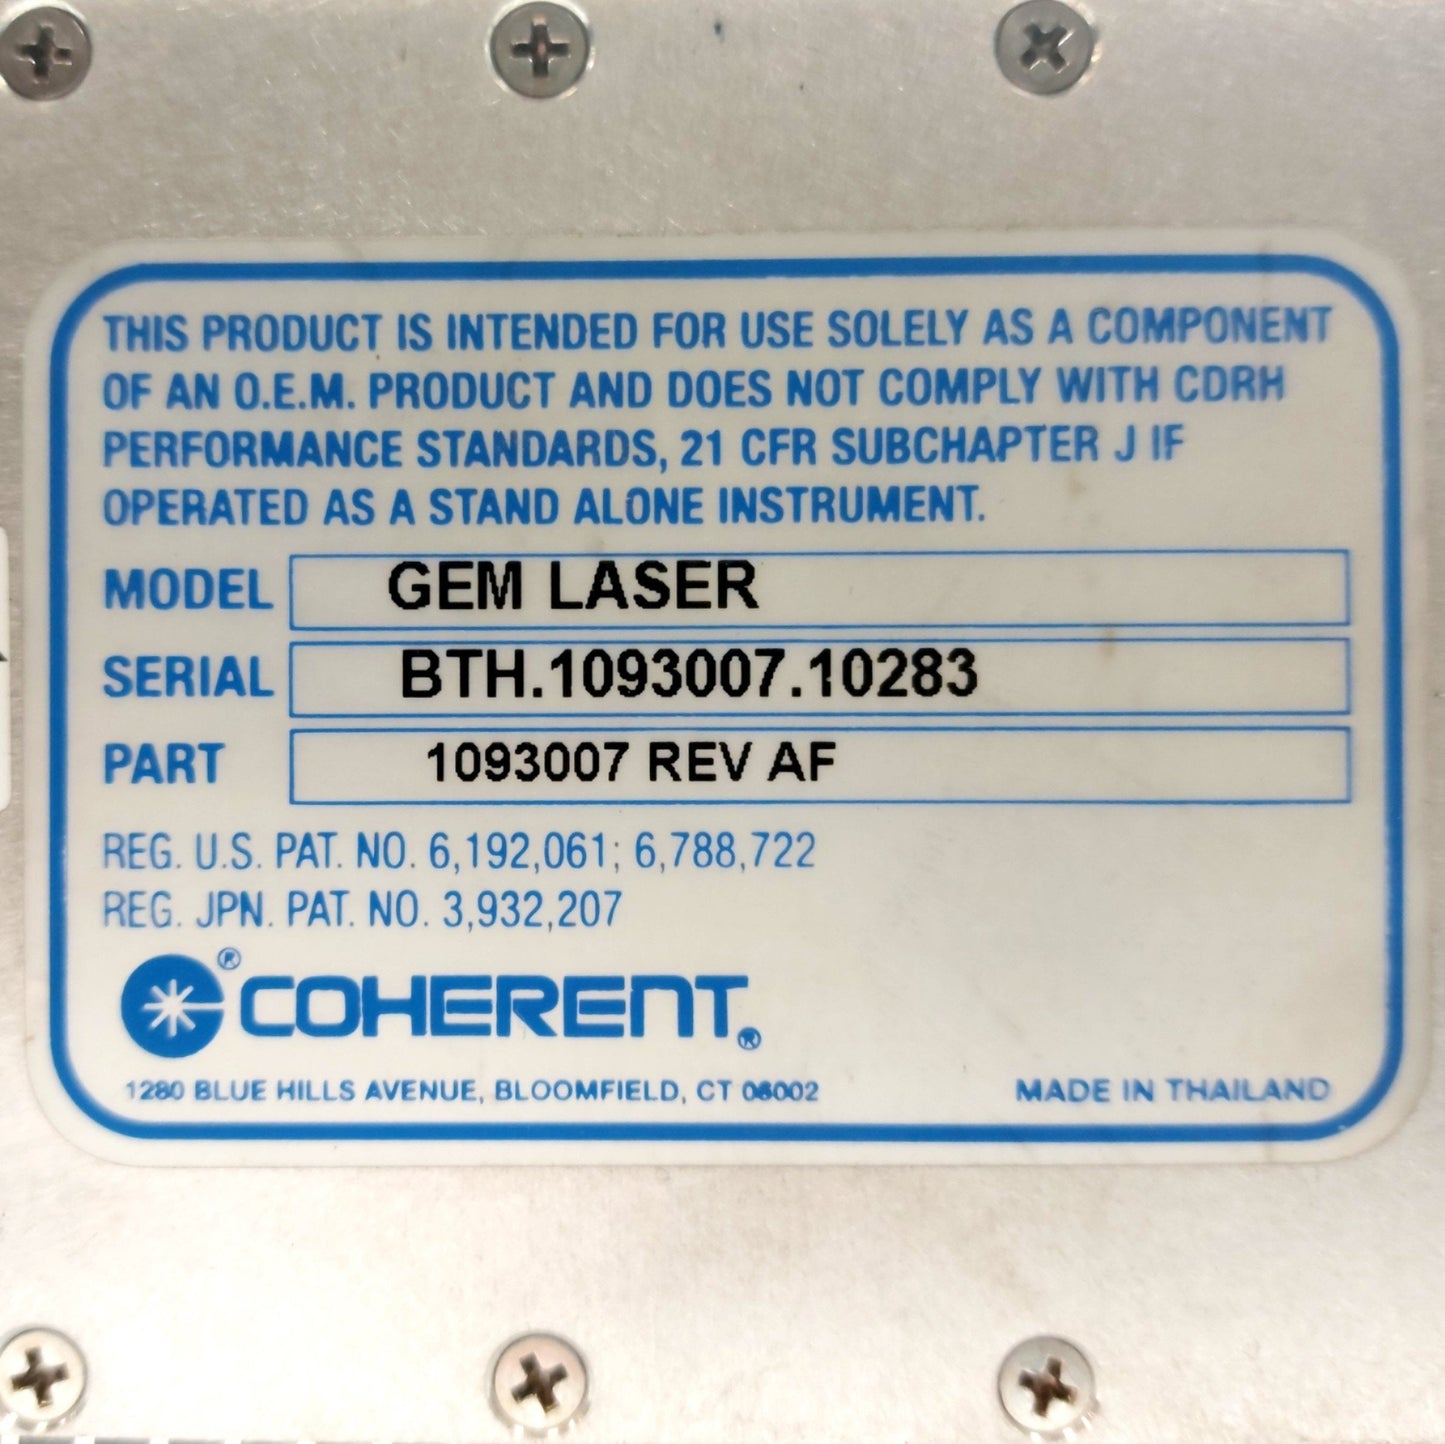 THIS PRODUCT IS INTENDED FOR USE SOLELY AS A COMPONENT
OF AN O.E.M. PRODUCT AND DOES NOT COMPLY WITH CDRH
PERFORMANCE STANDARDS, 21 CFR SUBCHAPTER J IF
OPERATED AS A STAND ALONE INSTRUMENT.
MODEL GEM LASER
SERIAL BTH.1093007.10283
PART 1093007 REV AF
REG. U.S. PAT. NO. 6,192,061; 6,788,722
REG. JPN. PAT. NO. 3,932,207
® COHERENT®
1280 BLUE HILLS AVENUE, BLOOMFIELD, CT 06002 MADE IN THAILAND